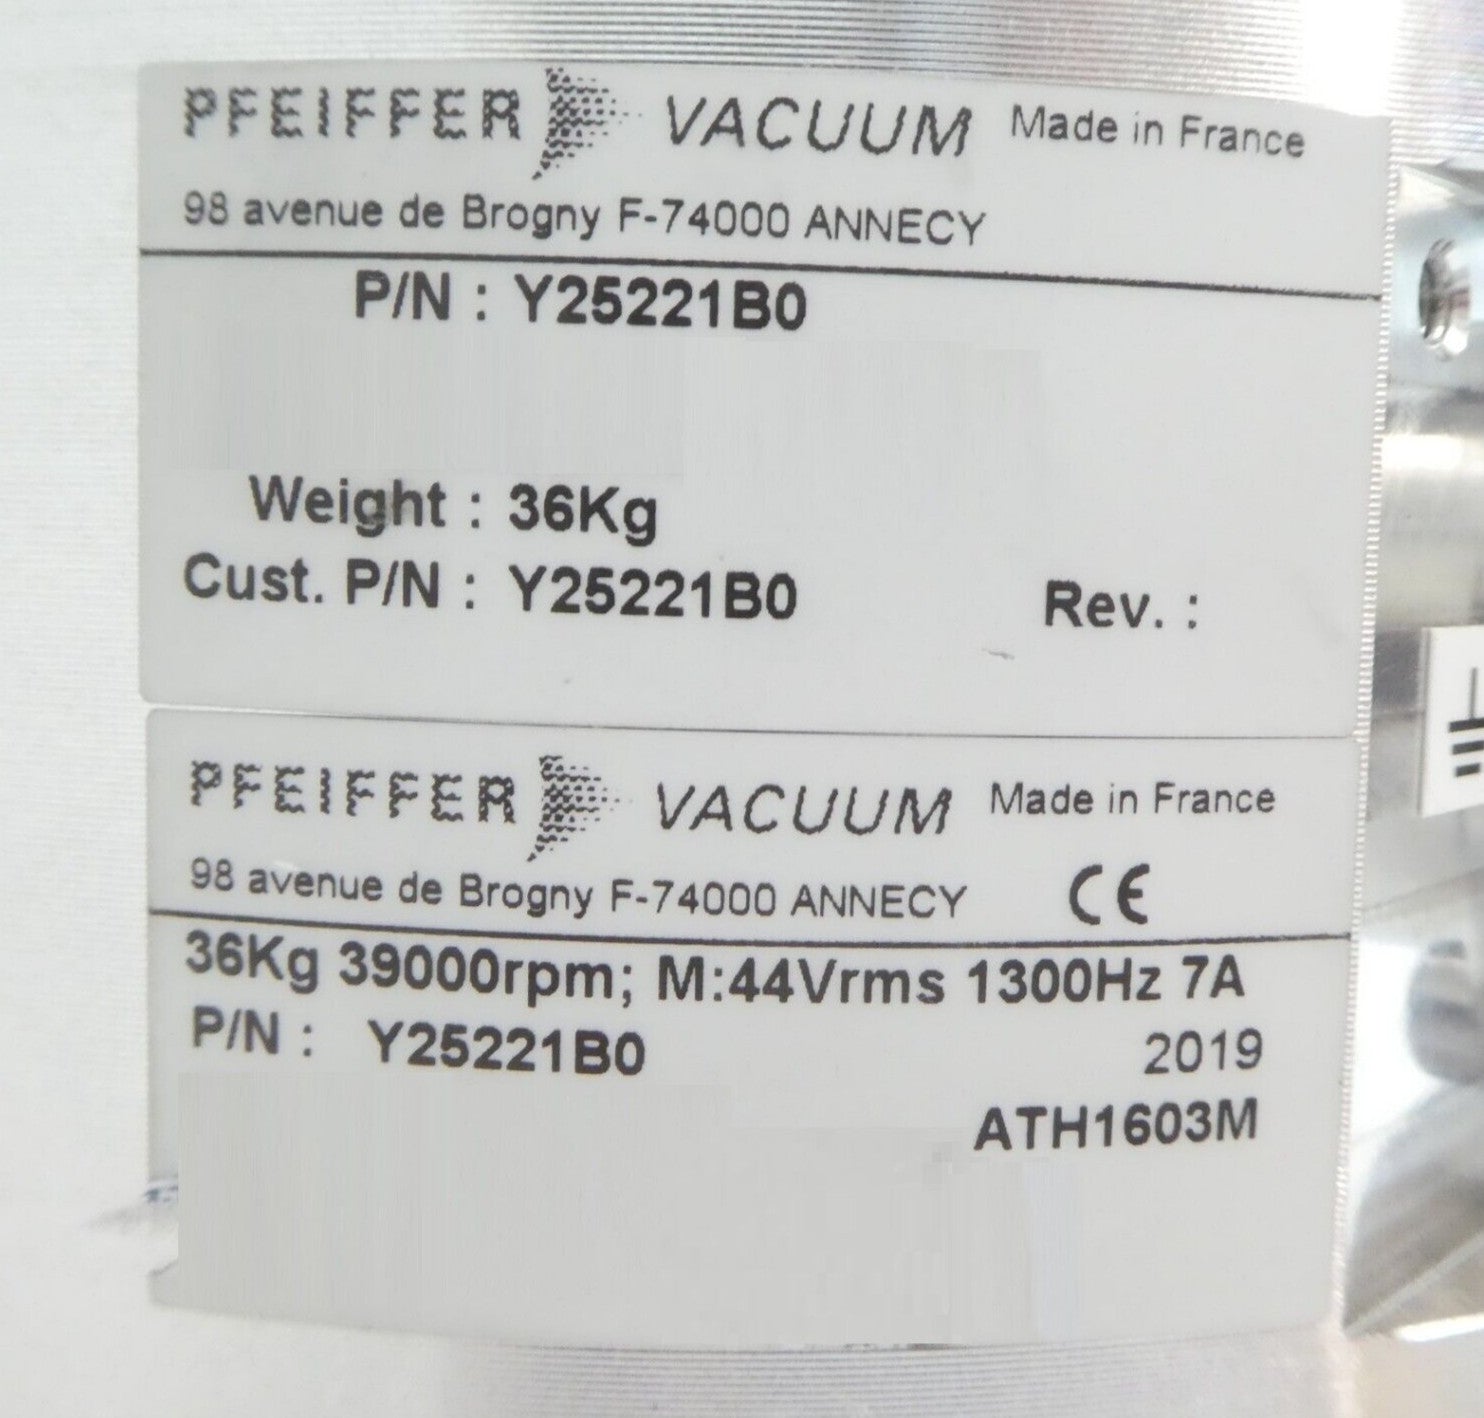 PFEIFFER VACUUM Made in France
98 avenue de Brogny F-74000 ANNECY
P/N : Y25221B0
Weight : 36Kg
Cust. P/N : Y25221B0 Rev. :
PFEIFFER VACUUM Made in France
98 avenue de Brogny F-74000 ANNECY CE
36Kg 39000rpm; M:44Vrms 1300Hz 7A
P/N : Y25221B0
2019
ATH1603M